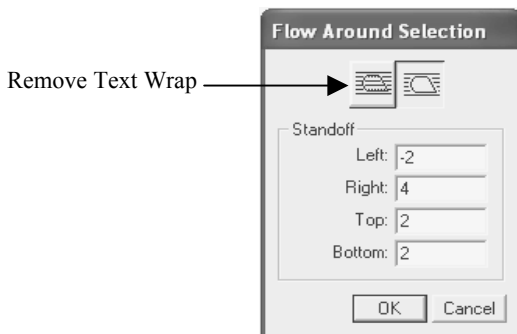 Flow Around Selection
Remove Text Wrap
Standoff
Left: -2
Right: 4
Top: 2
Bottom: 2
OK Cancel